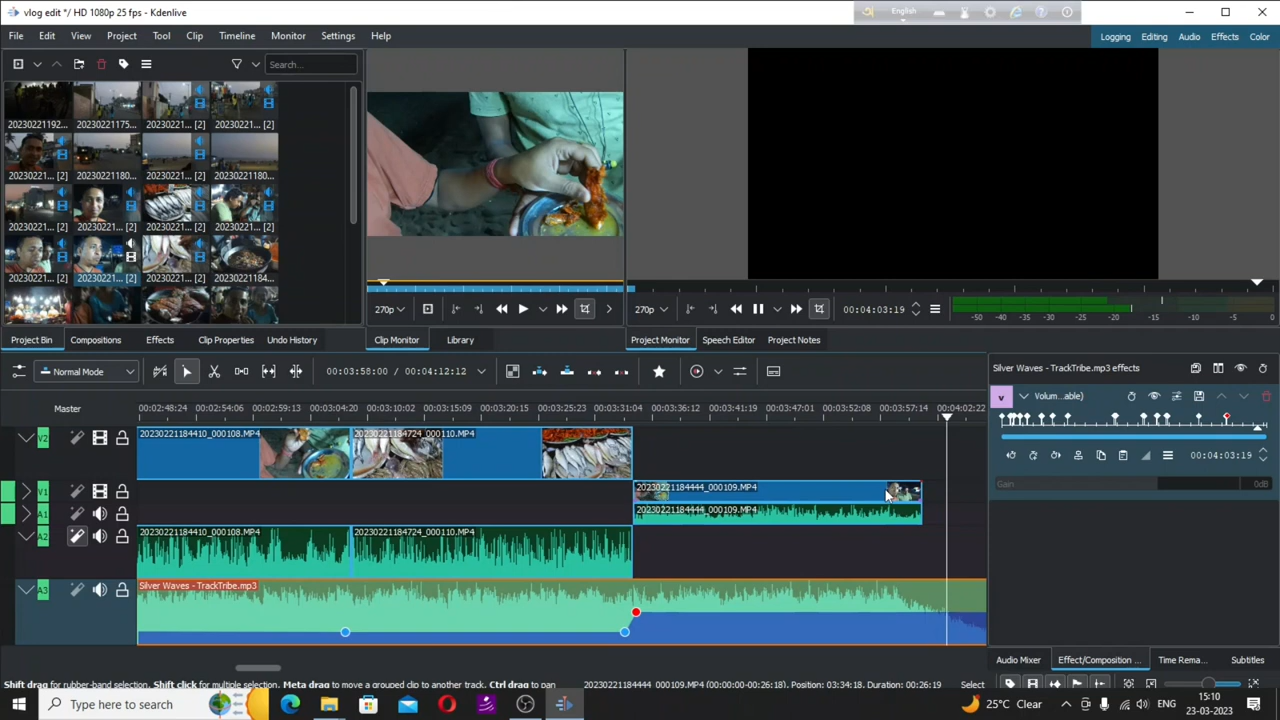 vlog edit */ HD 1080p 25 fps - Kdenlive
English
File Edit View Project Tool Clip Timeline Monitor Settings Help
Logging Editing Audio Effects Color
Search...
2023022192... 20230221175... 20230221... [2] 20230221... [2]
20230221... [2] 20230221180... 20230221... [2] 20230221180...
20230221... [2] 20230221... [2] 20230221... [2] 20230221... [2]
20230221... [2] 20230221... [2] 20230221... [2] 20230221184...
270p
270p 00:04:03:19 -50 -40 -30 -25 -20 -15 -10 -5 0
Project Bin Compositions Effects Clip Properties Undo History Clip Monitor Library Project Monitor Speech Editor Project Notes
Normal Mode 00:03:58:00 / 00:04:12:12
Silver Waves - TrackTribe.mp3 effects
v Volum...able)
Master 00:02:48:24 00:02:54:06 00:02:59:13 00:03:04:20 00:03:10:02 00:03:15:09 00:03:20:15 00:03:25:23 00:03:31:04 00:03:36:12 00:03:41:19 00:03:47:01 00:03:52:08 00:03:57:14 00:04:02:22
V2 20230221184410_000108.MP4 20230221184724_000110.MP4
00:04:03:19
Gain 0dB
V1 20230221184444_000109.MP4
A1 20230221184444_000109.MP4
A2 20230221184410_000108.MP4 20230221184724_000110.MP4
A3 Silver Waves - TrackTribe.mp3
Audio Mixer Effect/Composition ... Time Rema... Subtitles
Shift drag for rubber-band selection, Shift click for multiple selection, Meta drag to move a grouped clip to another track, Ctrl drag to pan 20230221184444_000109.MP4 (00:00:00-00:26:18), Position: 03:34:18, Duration: 00:26:19 Select
Type here to search
25°C Clear
ENG
15:10
23-03-2023